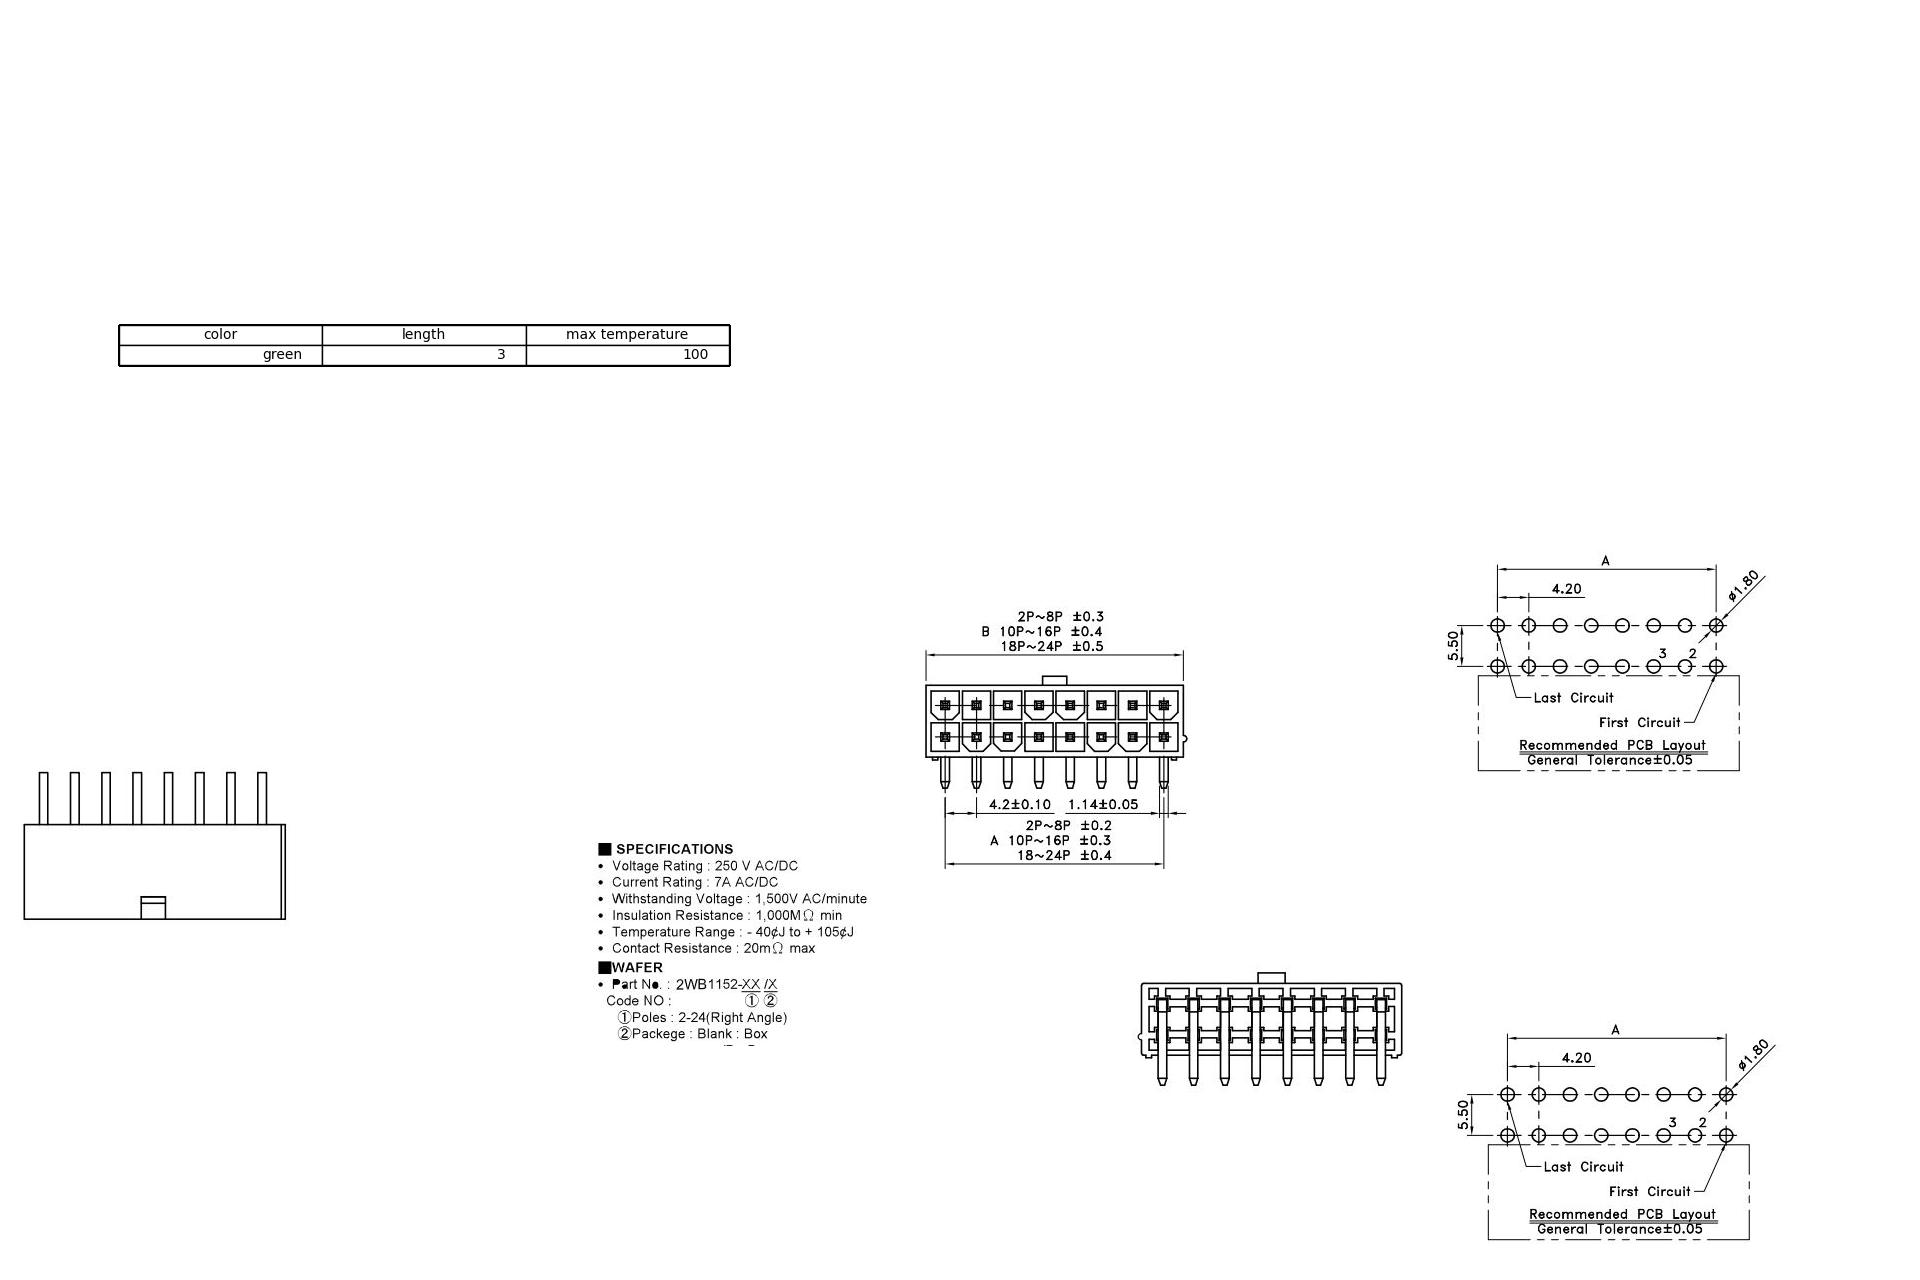 color length max temperature
green 3 100
A
4.20
ø1.80
5.50
3 2
Last Circuit
First Circuit
Recommended PCB Layout
General Tolerance±0.05
2P~8P ±0.3
B 10P~16P ±0.4
18P~24P ±0.5
4.2±0.10 1.14±0.05
2P~8P ±0.2
A 10P~16P ±0.3
18~24P ±0.4
■ SPECIFICATIONS
• Voltage Rating : 250 V AC/DC
• Current Rating : 7A AC/DC
• Withstanding Voltage : 1,500V AC/minute
• Insulation Resistance : 1,000MΩ min
• Temperature Range : - 40¢J to + 105¢J
• Contact Resistance : 20mΩ max
■WAFER
• Part No. : 2WB1152-XX /X
Code NO : ① ②
①Poles : 2-24(Right Angle)
②Packege : Blank : Box
A
4.20
ø1.80
5.50
3 2
Last Circuit
First Circuit
Recommended PCB Layout
General Tolerance±0.05